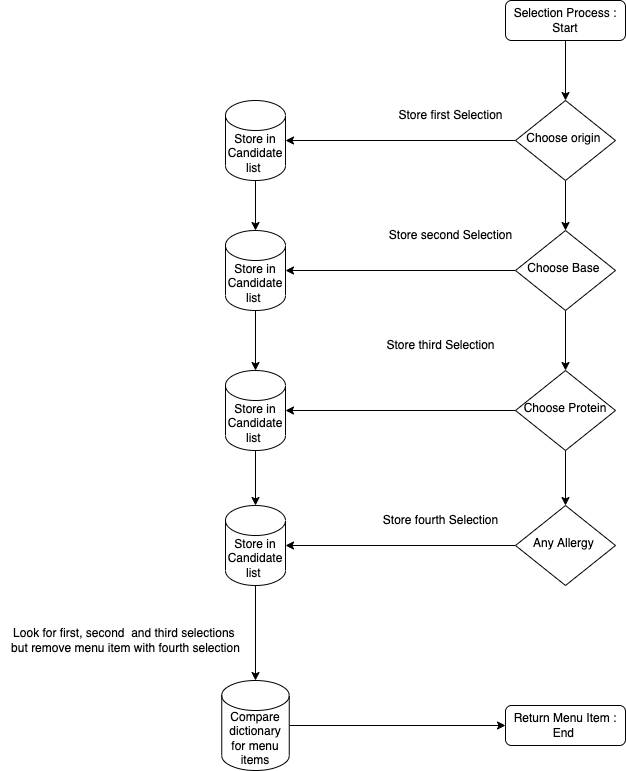 Selection Process :
Start
Store first Selection
Choose origin
Store in
Candidate
list
Store second Selection
Choose Base
Store in
Candidate
list
Store third Selection
Choose Protein
Store in
Candidate
list
Store fourth Selection
Any Allergy
Store in
Candidate
list
Look for first, second and third selections
but remove menu item with fourth selection
Compare
dictionary
for menu
items
Return Menu Item :
End